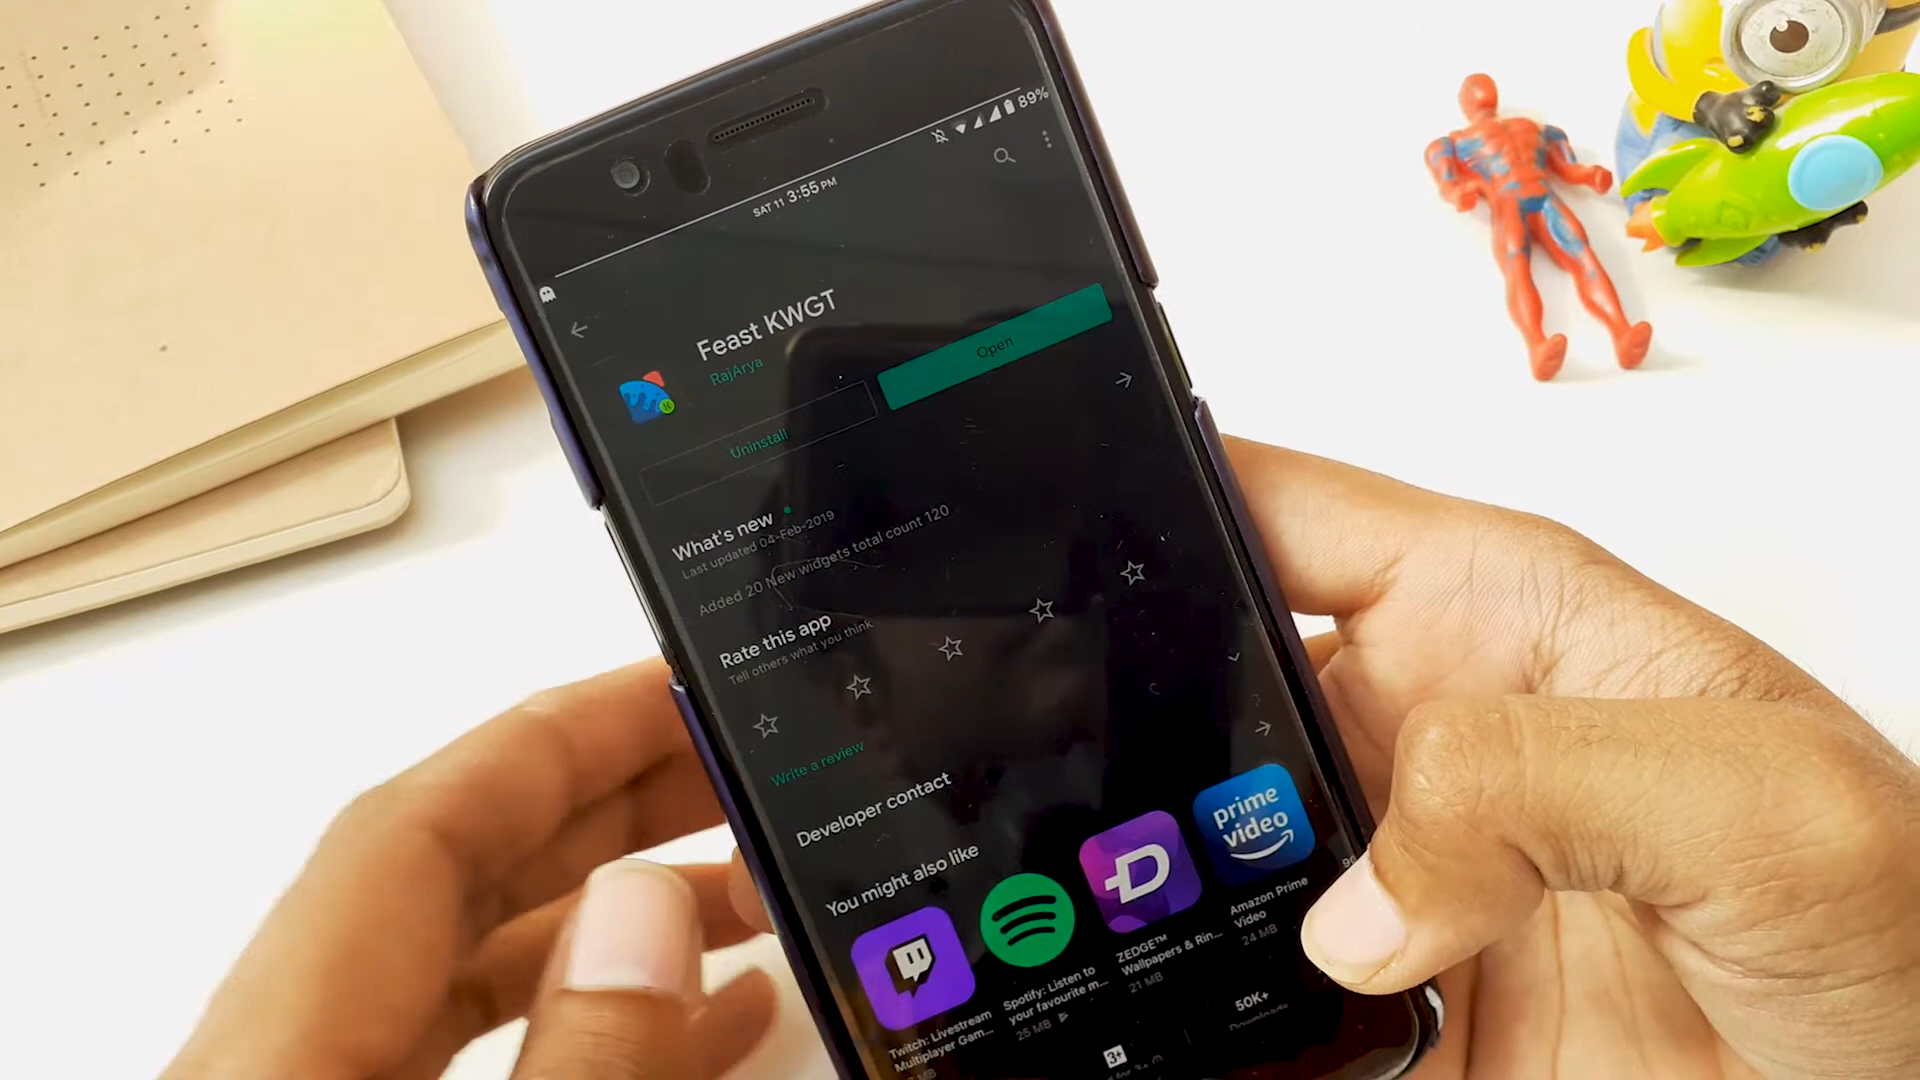 SAT 11 3:55 PM
89%
Feast KWGT
RajArya
Uninstall
Open
What's new
Last updated 04-Feb-2019
Added 20 New widgets total count 120
Rate this app
Tell others what you think
Write a review
Developer contact
You might also like
prime
video
Twitch: Livestream
Multiplayer Gam...
MB
Spotify: Listen to
your favourite m...
25 MB
ZEDGE™
Wallpapers & Rin...
21 MB
Amazon Prime
Video
24 MB
50K+
Downloads
3+